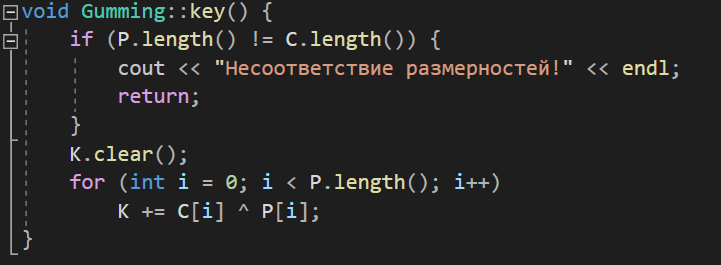 void Gumming::key() {
if (P.length() != C.length()) {
cout << "Несоответствие размерностей!" << endl;
return;
}
K.clear();
for (int i = 0; i < P.length(); i++)
K += C[i] ^ P[i];
}